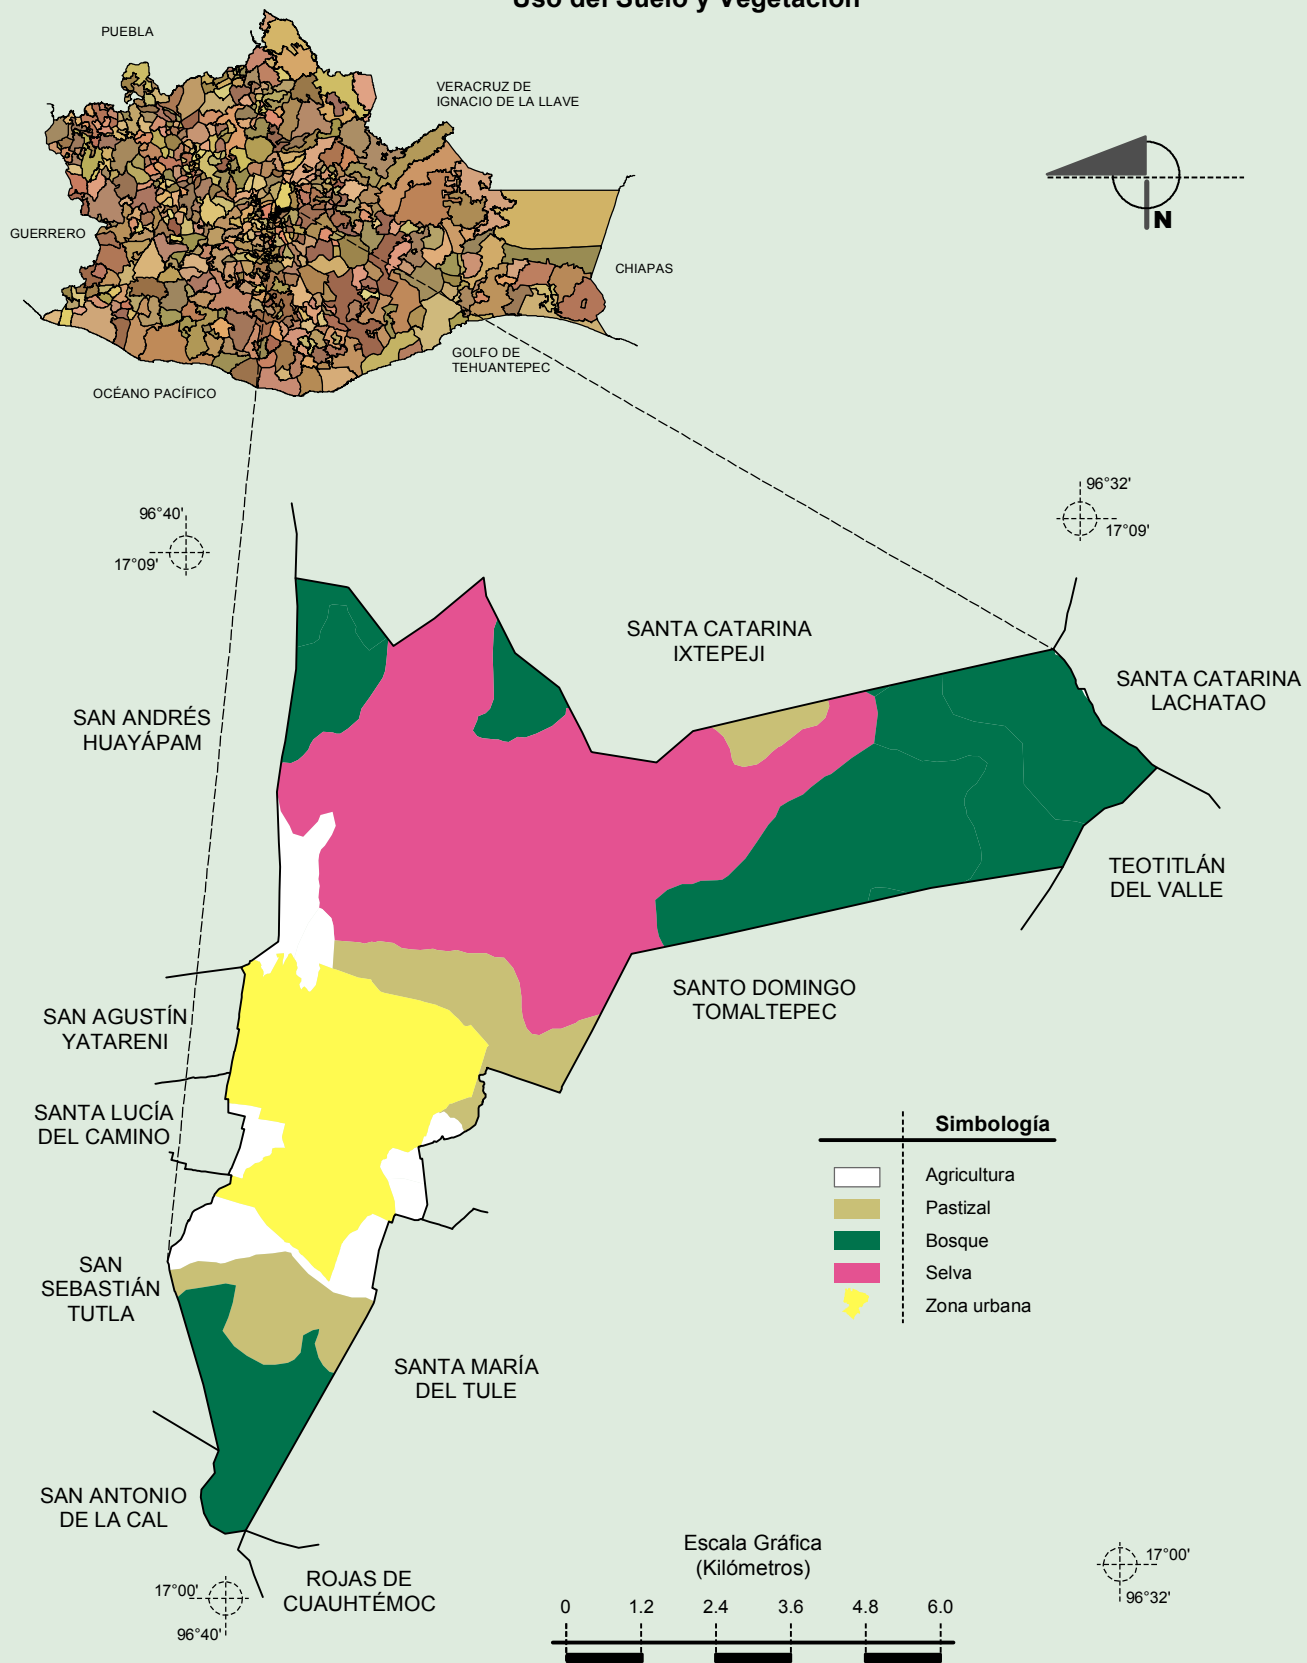 Uso del Suelo y Vegetación
PUEBLA
VERACRUZ DE
IGNACIO DE LA LLAVE
N
GUERRERO
CHIAPAS
GOLFO DE
TEHUANTEPEC
OCÉANO PACÍFICO
96°40'
17°09'
96°32'
17°09'
SANTA CATARINA
IXTEPEJI
SANTA CATARINA
LACHATAO
SAN ANDRÉS
HUAYÁPAM
TEOTITLÁN
DEL VALLE
SANTO DOMINGO
TOMALTEPEC
SAN AGUSTÍN
YATARENI
SANTA LUCÍA
DEL CAMINO
Simbología
Agricultura
Pastizal
Bosque
Selva
Zona urbana
SAN
SEBASTIÁN
TUTLA
SANTA MARÍA
DEL TULE
SAN ANTONIO
DE LA CAL
ROJAS DE
CUAUHTÉMOC
17°00'
96°40'
Escala Gráfica
(Kilómetros)
0 1.2 2.4 3.6 4.8 6.0
17°00'
96°32'